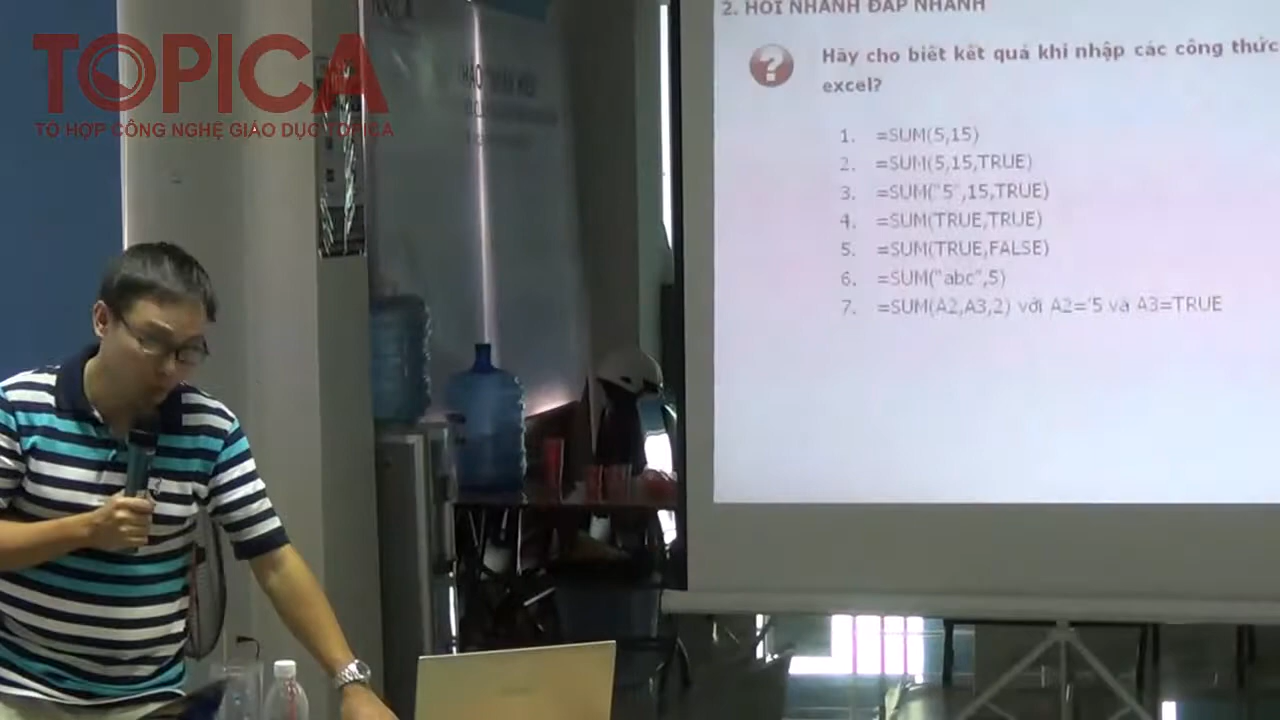 TOPICA
TỔ HỢP CÔNG NGHỆ GIÁO DỤC TOPICA
2. HỎI NHANH ĐÁP NHANH
Hãy cho biết kết quả khi nhập các công thức
excel?
1. =SUM(5,15)
2. =SUM(5,15,TRUE)
3. =SUM("5",15,TRUE)
4. =SUM(TRUE,TRUE)
5. =SUM(TRUE,FALSE)
6. =SUM("abc",5)
7. =SUM(A2,A3,2) với A2='5 và A3=TRUE